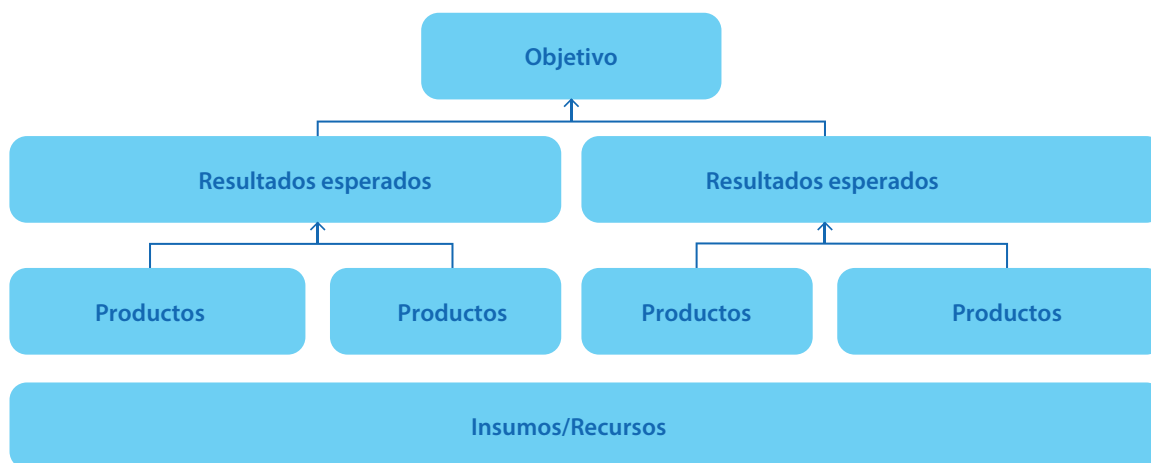 Objetivo
Resultados esperados
Resultados esperados
Productos
Productos
Productos
Productos
Insumos/Recursos